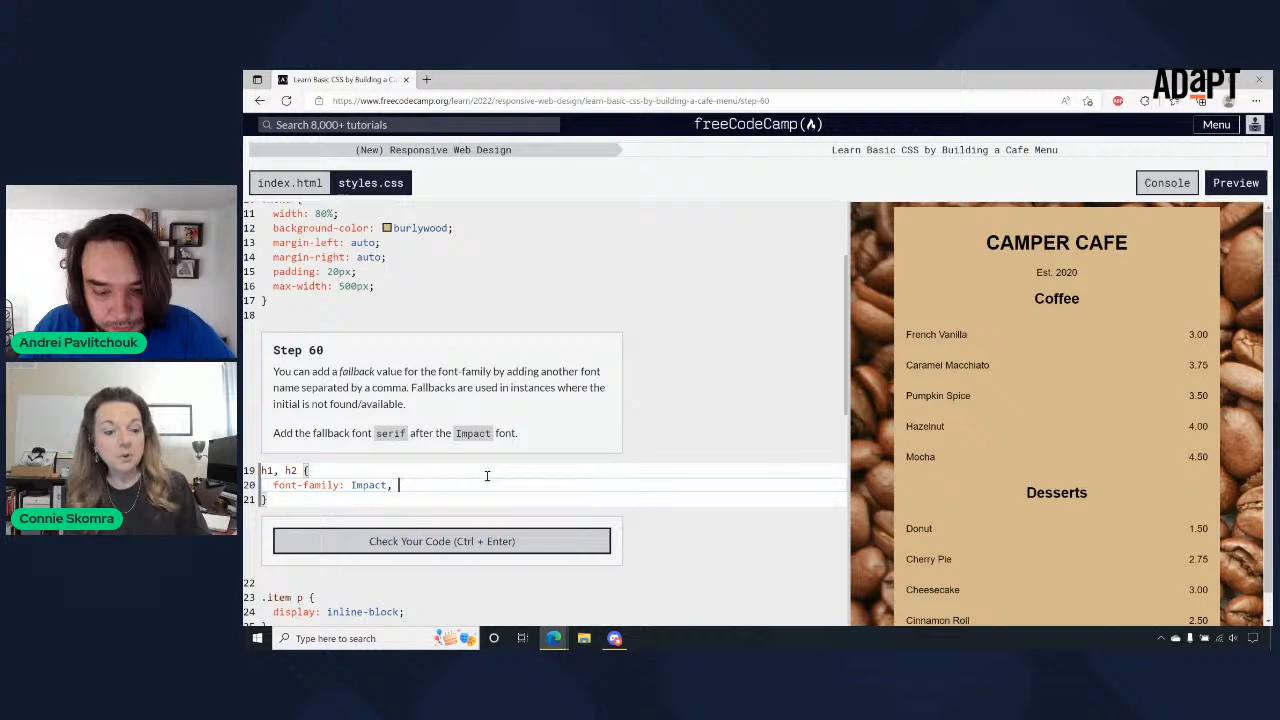 ADaPT
Learn Basic CSS by Building a C
https://www.freecodecamp.org/learn/2022/responsive-web-design/learn-basic-css-by-building-a-cafe-menu/step-60
Search 8,000+ tutorials
freeCodeCamp
Menu
(New) Responsive Web Design
Learn Basic CSS by Building a Cafe Menu
index.html
styles.css
Console
Preview
11 width: 80%;
12 background-color: burlywood;
13 margin-left: auto;
14 margin-right: auto;
15 padding: 20px;
16 max-width: 500px;
17 }
18
Step 60
You can add a fallback value for the font-family by adding another font
name separated by a comma. Fallbacks are used in instances where the
initial is not found/available.
Add the fallback font serif after the Impact font.
19 h1, h2 {
20 font-family: Impact,
21 }
Check Your Code (Ctrl + Enter)
22
23 .item p {
24 display: inline-block;
CAMPER CAFE
Est. 2020
Coffee
French Vanilla 3.00
Caramel Macchiato 3.75
Pumpkin Spice 3.50
Hazelnut 4.00
Mocha 4.50
Desserts
Donut 1.50
Cherry Pie 2.75
Cheesecake 3.00
Cinnamon Roll 2.50
Andrei Pavlitchouk
Connie Skomra
Type here to search